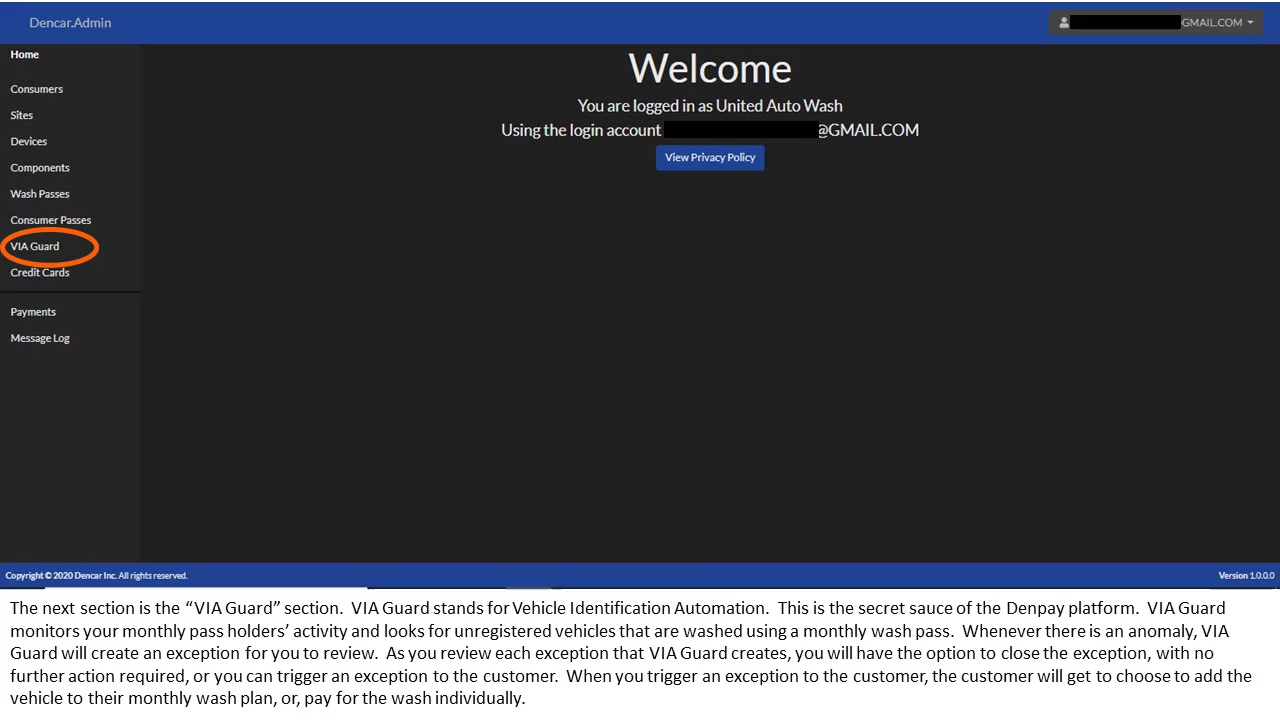 Dencar.Admin
GMAIL.COM
Home
Consumers
Sites
Devices
Components
Wash Passes
Consumer Passes
VIA Guard
Credit Cards
Payments
Message Log
Welcome
You are logged in as United Auto Wash
Using the login account @GMAIL.COM
View Privacy Policy
Copyright © 2020 Dencar Inc. All rights reserved.
Version 1.0.0.0
The next section is the “VIA Guard” section.  VIA Guard stands for Vehicle Identification Automation.  This is the secret sauce of the Denpay platform.  VIA Guard
monitors your monthly pass holders’ activity and looks for unregistered vehicles that are washed using a monthly wash pass.  Whenever there is an anomaly, VIA
Guard will create an exception for you to review.  As you review each exception that VIA Guard creates, you will have the option to close the exception, with no
further action required, or you can trigger an exception to the customer.  When you trigger an exception to the customer, the customer will get to choose to add the
vehicle to their monthly wash plan, or, pay for the wash individually.